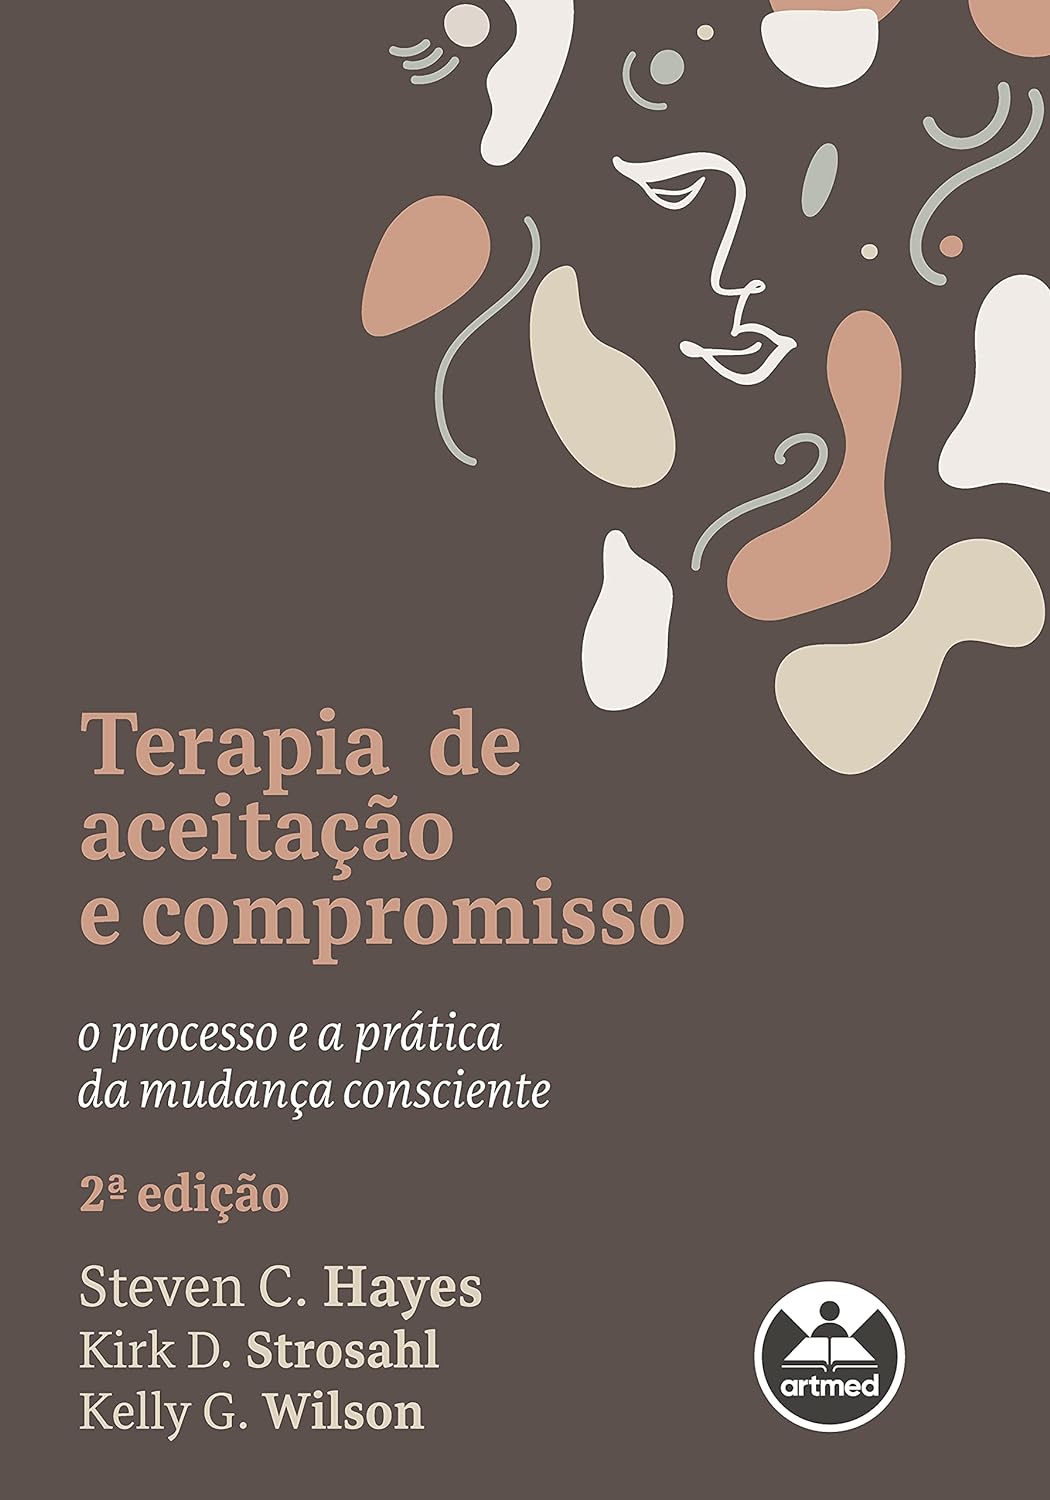 Terapia de
aceitação
e compromisso
o processo e a prática
da mudança consciente
2ª edição
Steven C. Hayes
Kirk D. Strosahl
Kelly G. Wilson
artmed